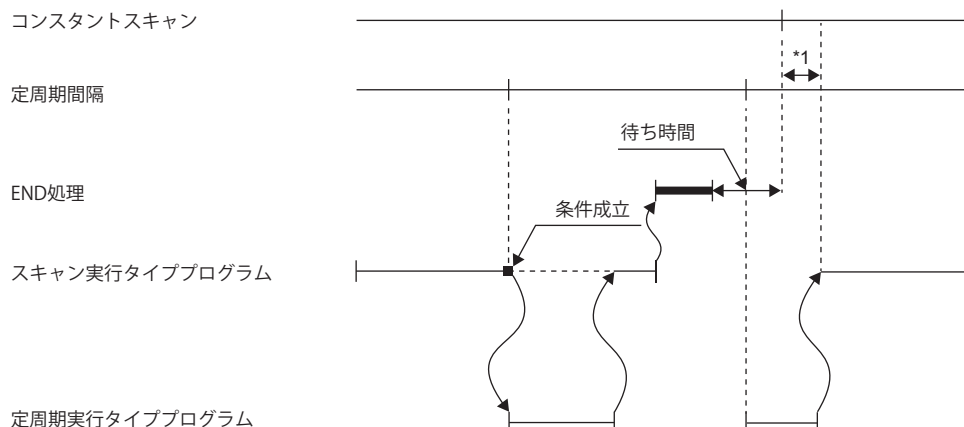 コンスタントスキャン
*1
定周期間隔
待ち時間
END処理
条件成立
スキャン実行タイププログラム
定周期実行タイププログラム